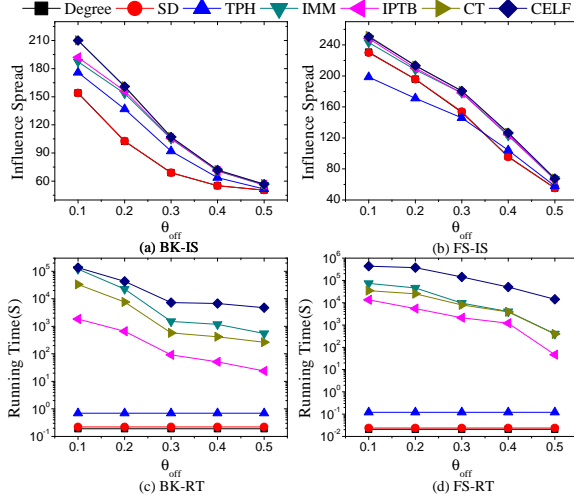 Degree SD TPH IMM IPTB CT CELF
Influence Spread
210
180
150
120
90
60
0.1 0.2 0.3 0.4 0.5
θoff
(a) BK-IS
Influence Spread
280
240
200
160
120
80
40
0.1 0.2 0.3 0.4 0.5
θoff
(b) FS-IS
Running Time(S)
10^5
10^4
10^3
10^2
10^1
10^0
10^-1
0.1 0.2 0.3 0.4 0.5
θoff
(c) BK-RT
Running Time(S)
10^6
10^5
10^4
10^3
10^2
10^1
10^0
10^-1
10^-2
0.1 0.2 0.3 0.4 0.5
θoff
(d) FS-RT